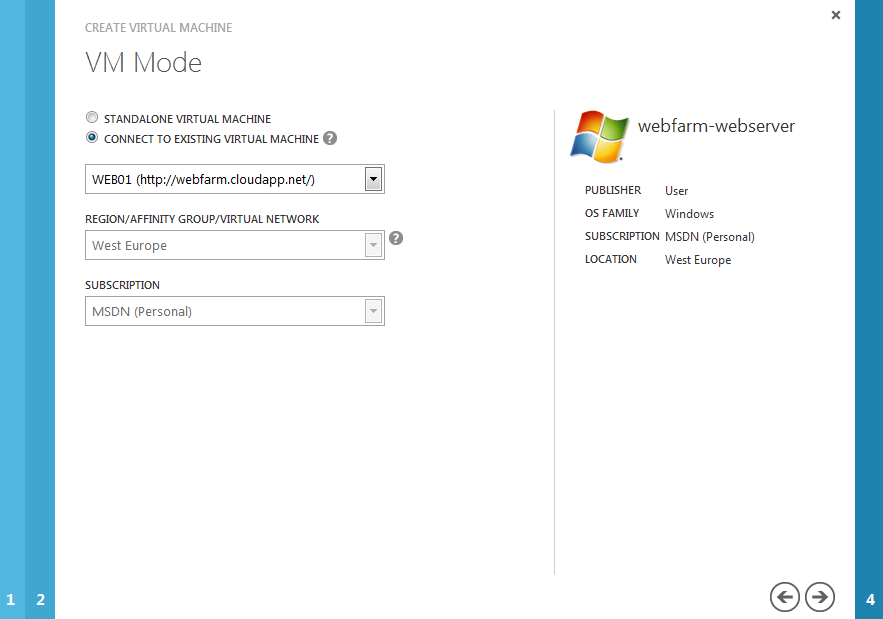 CREATE VIRTUAL MACHINE
VM Mode
STANDALONE VIRTUAL MACHINE
CONNECT TO EXISTING VIRTUAL MACHINE ?
WEB01 (http://webfarm.cloudapp.net/)
REGION/AFFINITY GROUP/VIRTUAL NETWORK
West Europe ?
SUBSCRIPTION
MSDN (Personal)
webfarm-webserver
PUBLISHER User
OS FAMILY Windows
SUBSCRIPTION MSDN (Personal)
LOCATION West Europe
1 2
4